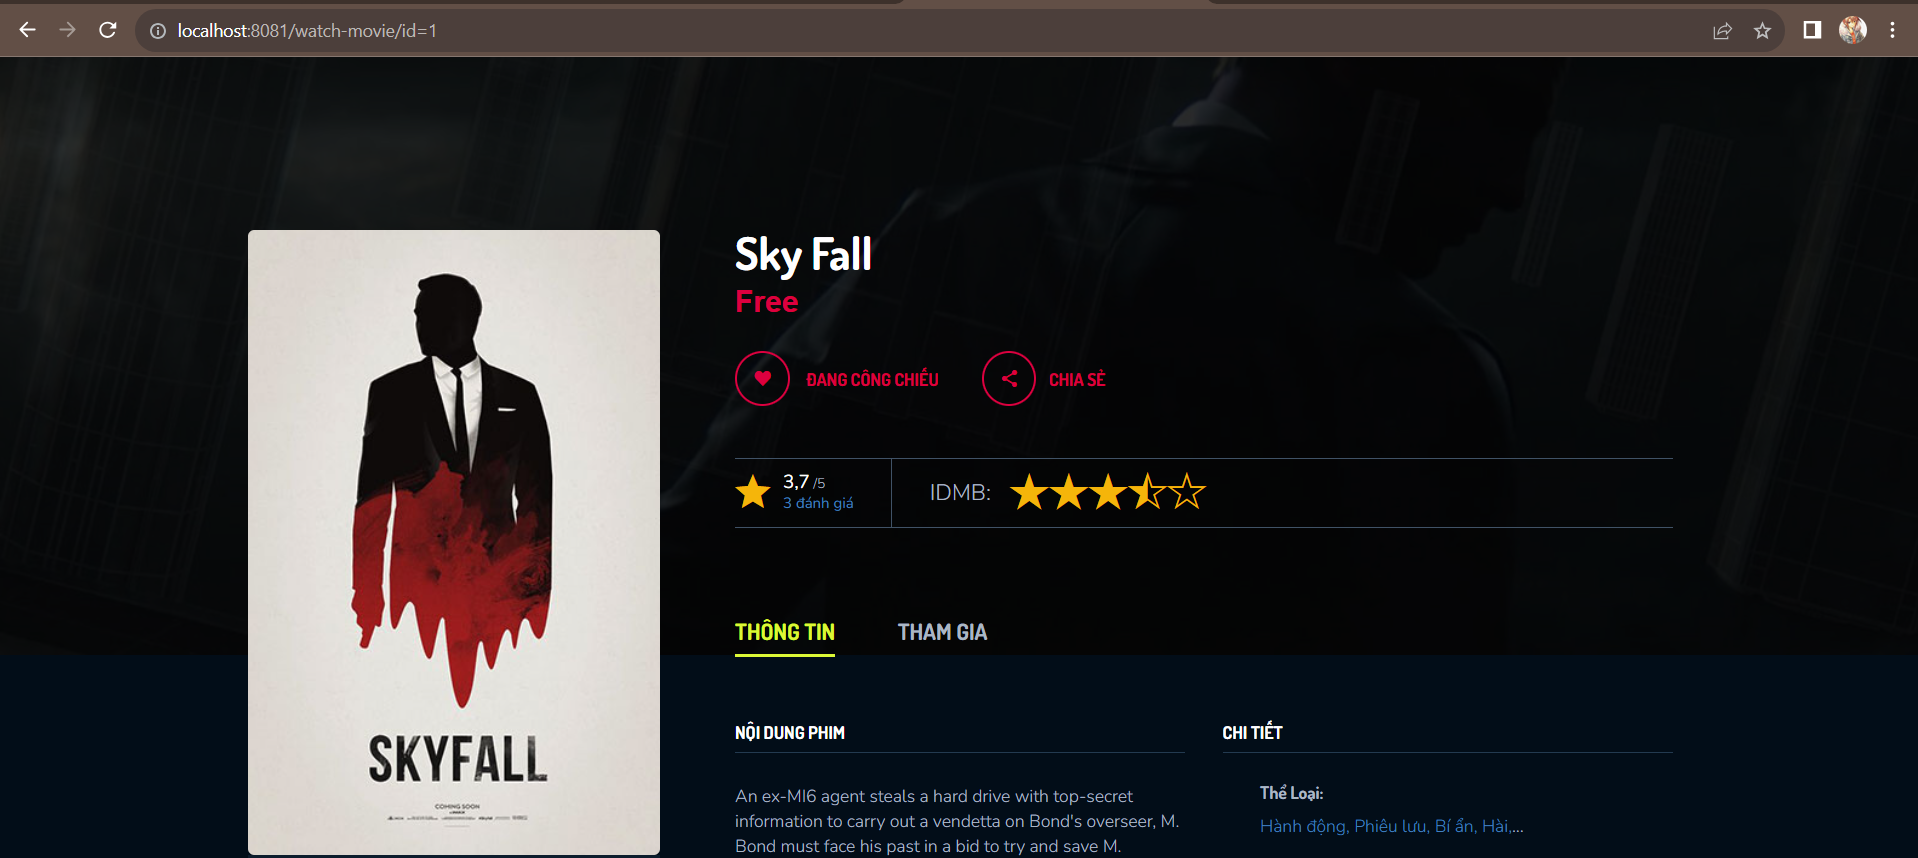 localhost:8081/watch-movie/id=1
Sky Fall
Free
ĐANG CÔNG CHIẾU
CHIA SẺ
3,7 /5
3 đánh giá
IDMB:
THÔNG TIN
THAM GIA
SKYFALL
COMING SOON
NỘI DUNG PHIM
An ex-MI6 agent steals a hard drive with top-secret
information to carry out a vendetta on Bond's overseer, M.
Bond must face his past in a bid to try and save M.
CHI TIẾT
Thể Loại:
Hành động, Phiêu lưu, Bí ẩn, Hài,...